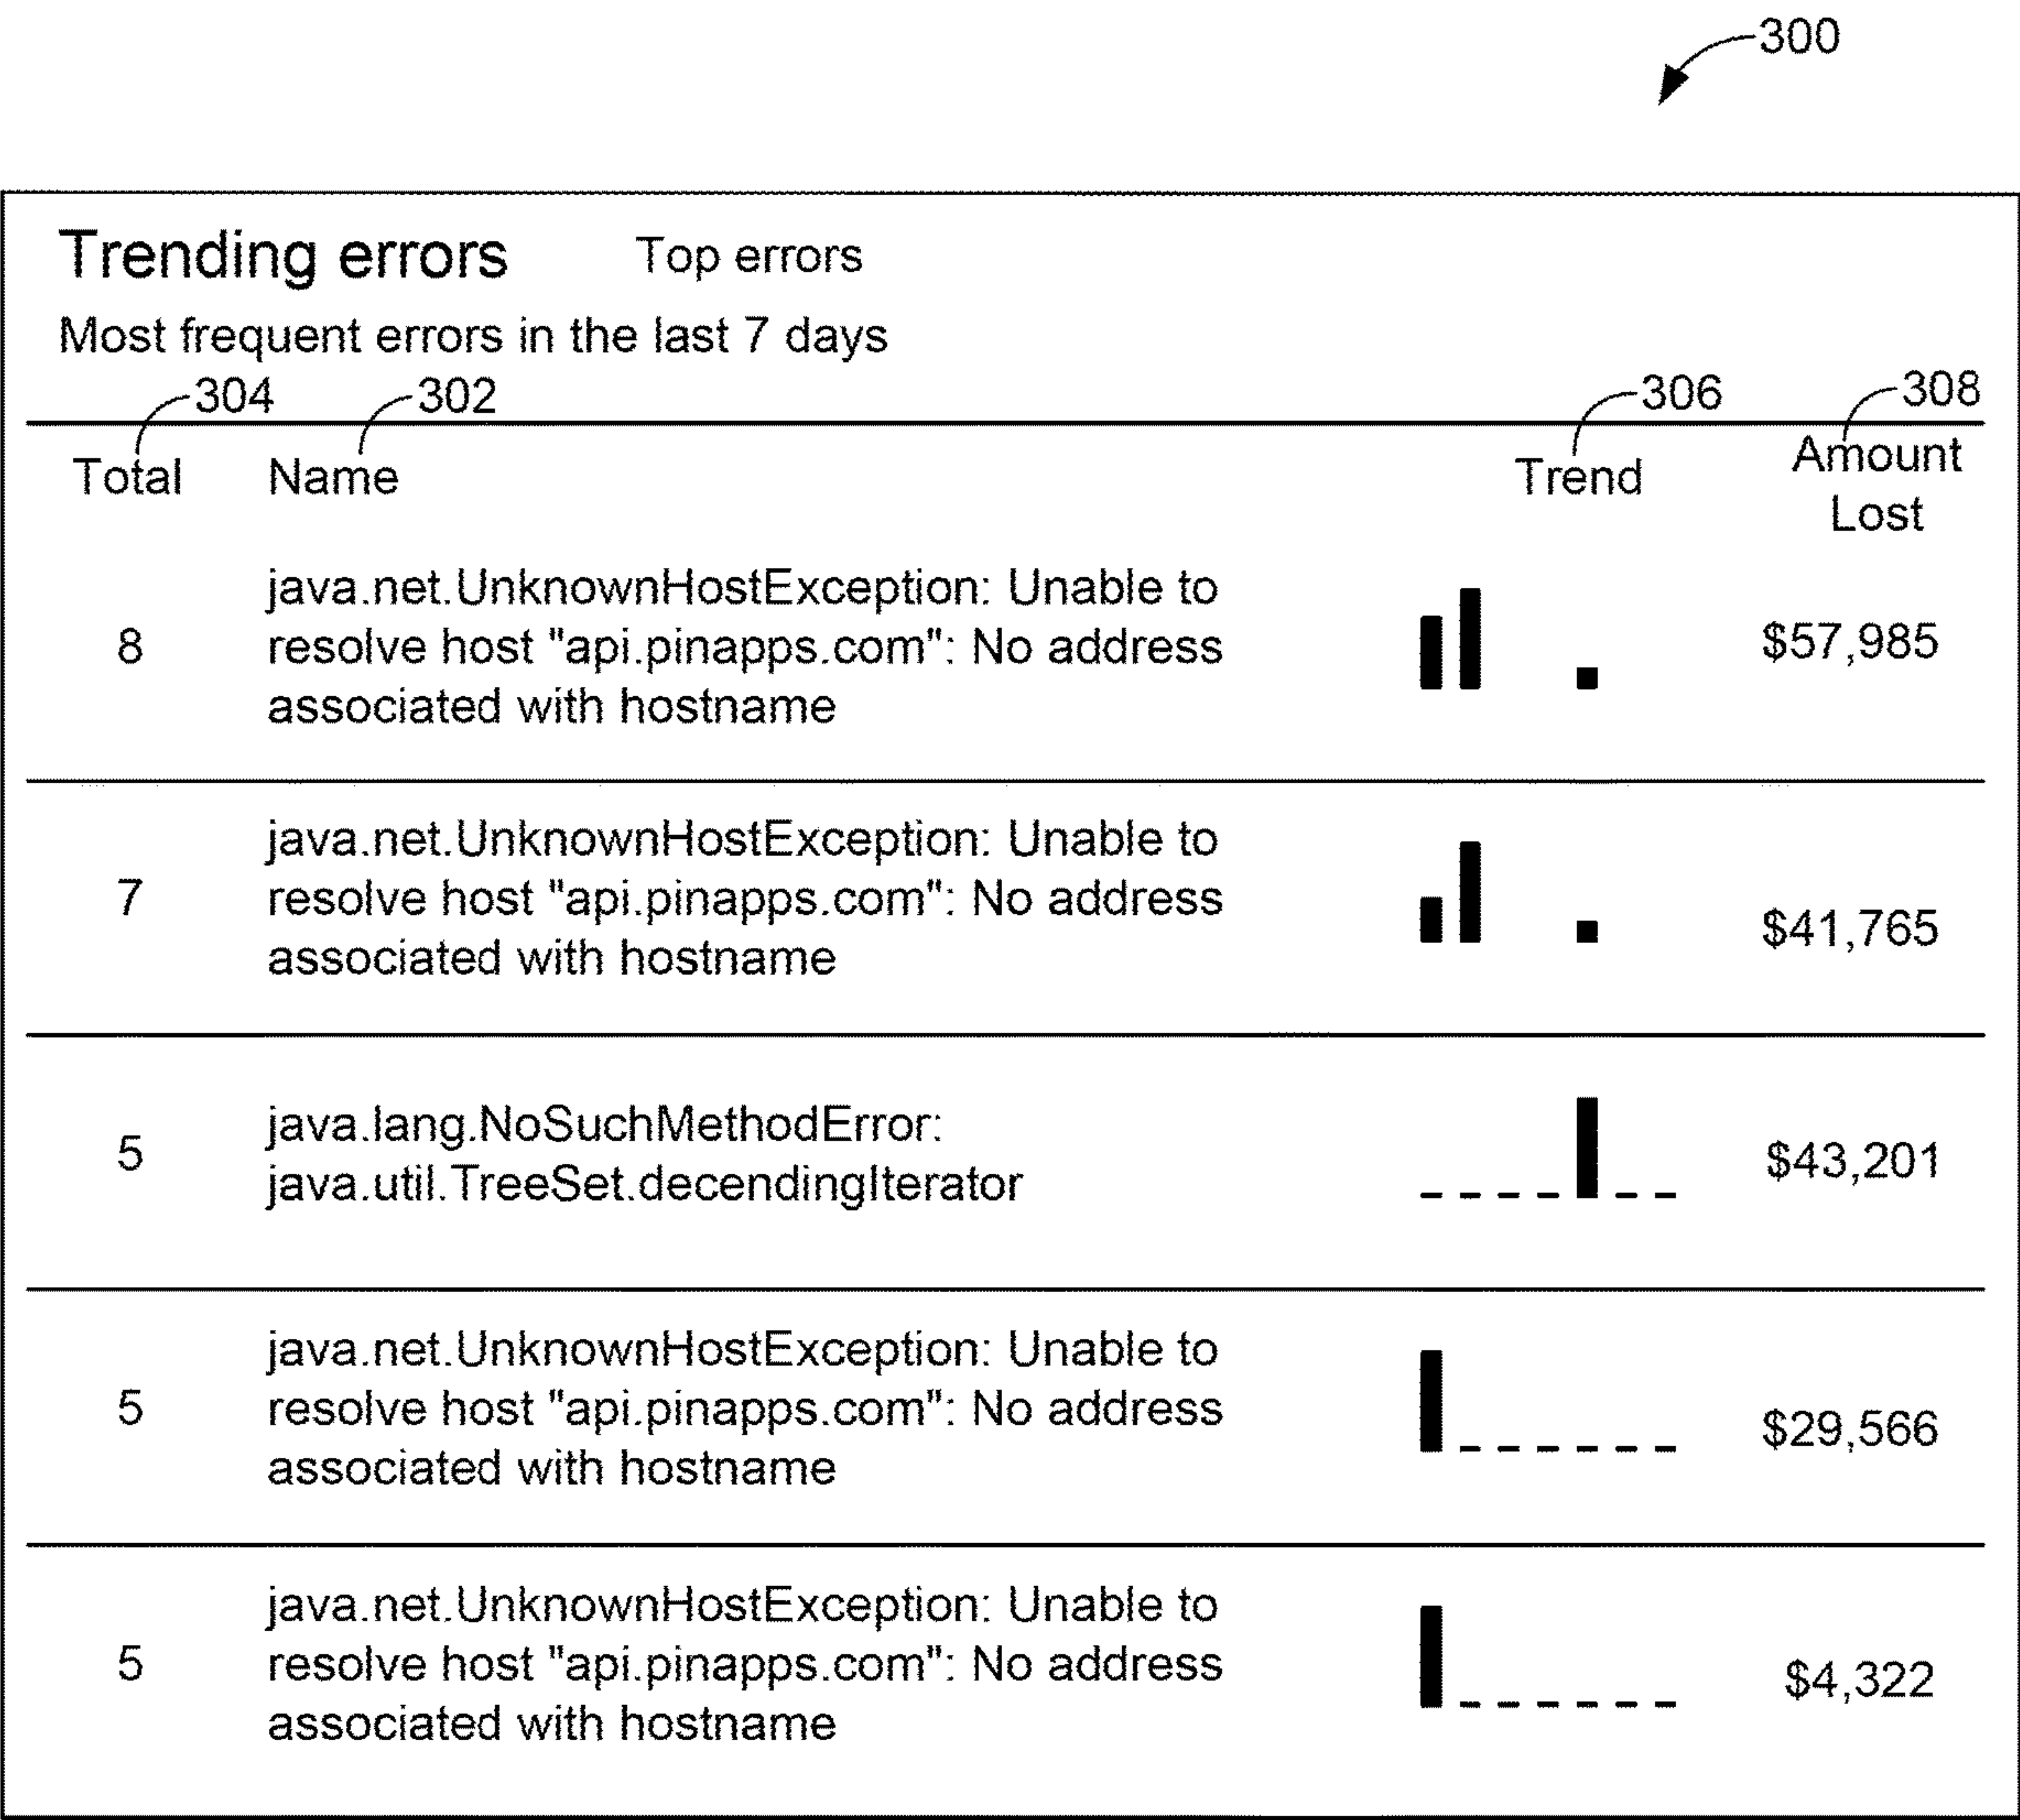 300
Trending errors Top errors
Most frequent errors in the last 7 days
304 302 306 308
Total Name Trend Amount
Lost
java.net.UnknownHostException: Unable to
8 resolve host "api.pinapps.com": No address $57,985
associated with hostname
java.net.UnknownHostException: Unable to
7 resolve host "api.pinapps.com": No address $41,765
associated with hostname
java.lang.NoSuchMethodError:
5 $43,201
java.util.TreeSet.decendingIterator
java.net.UnknownHostException: Unable to
5 resolve host "api.pinapps.com": No address $29,566
associated with hostname
java.net.UnknownHostException: Unable to
5 resolve host "api.pinapps.com": No address $4,322
associated with hostname